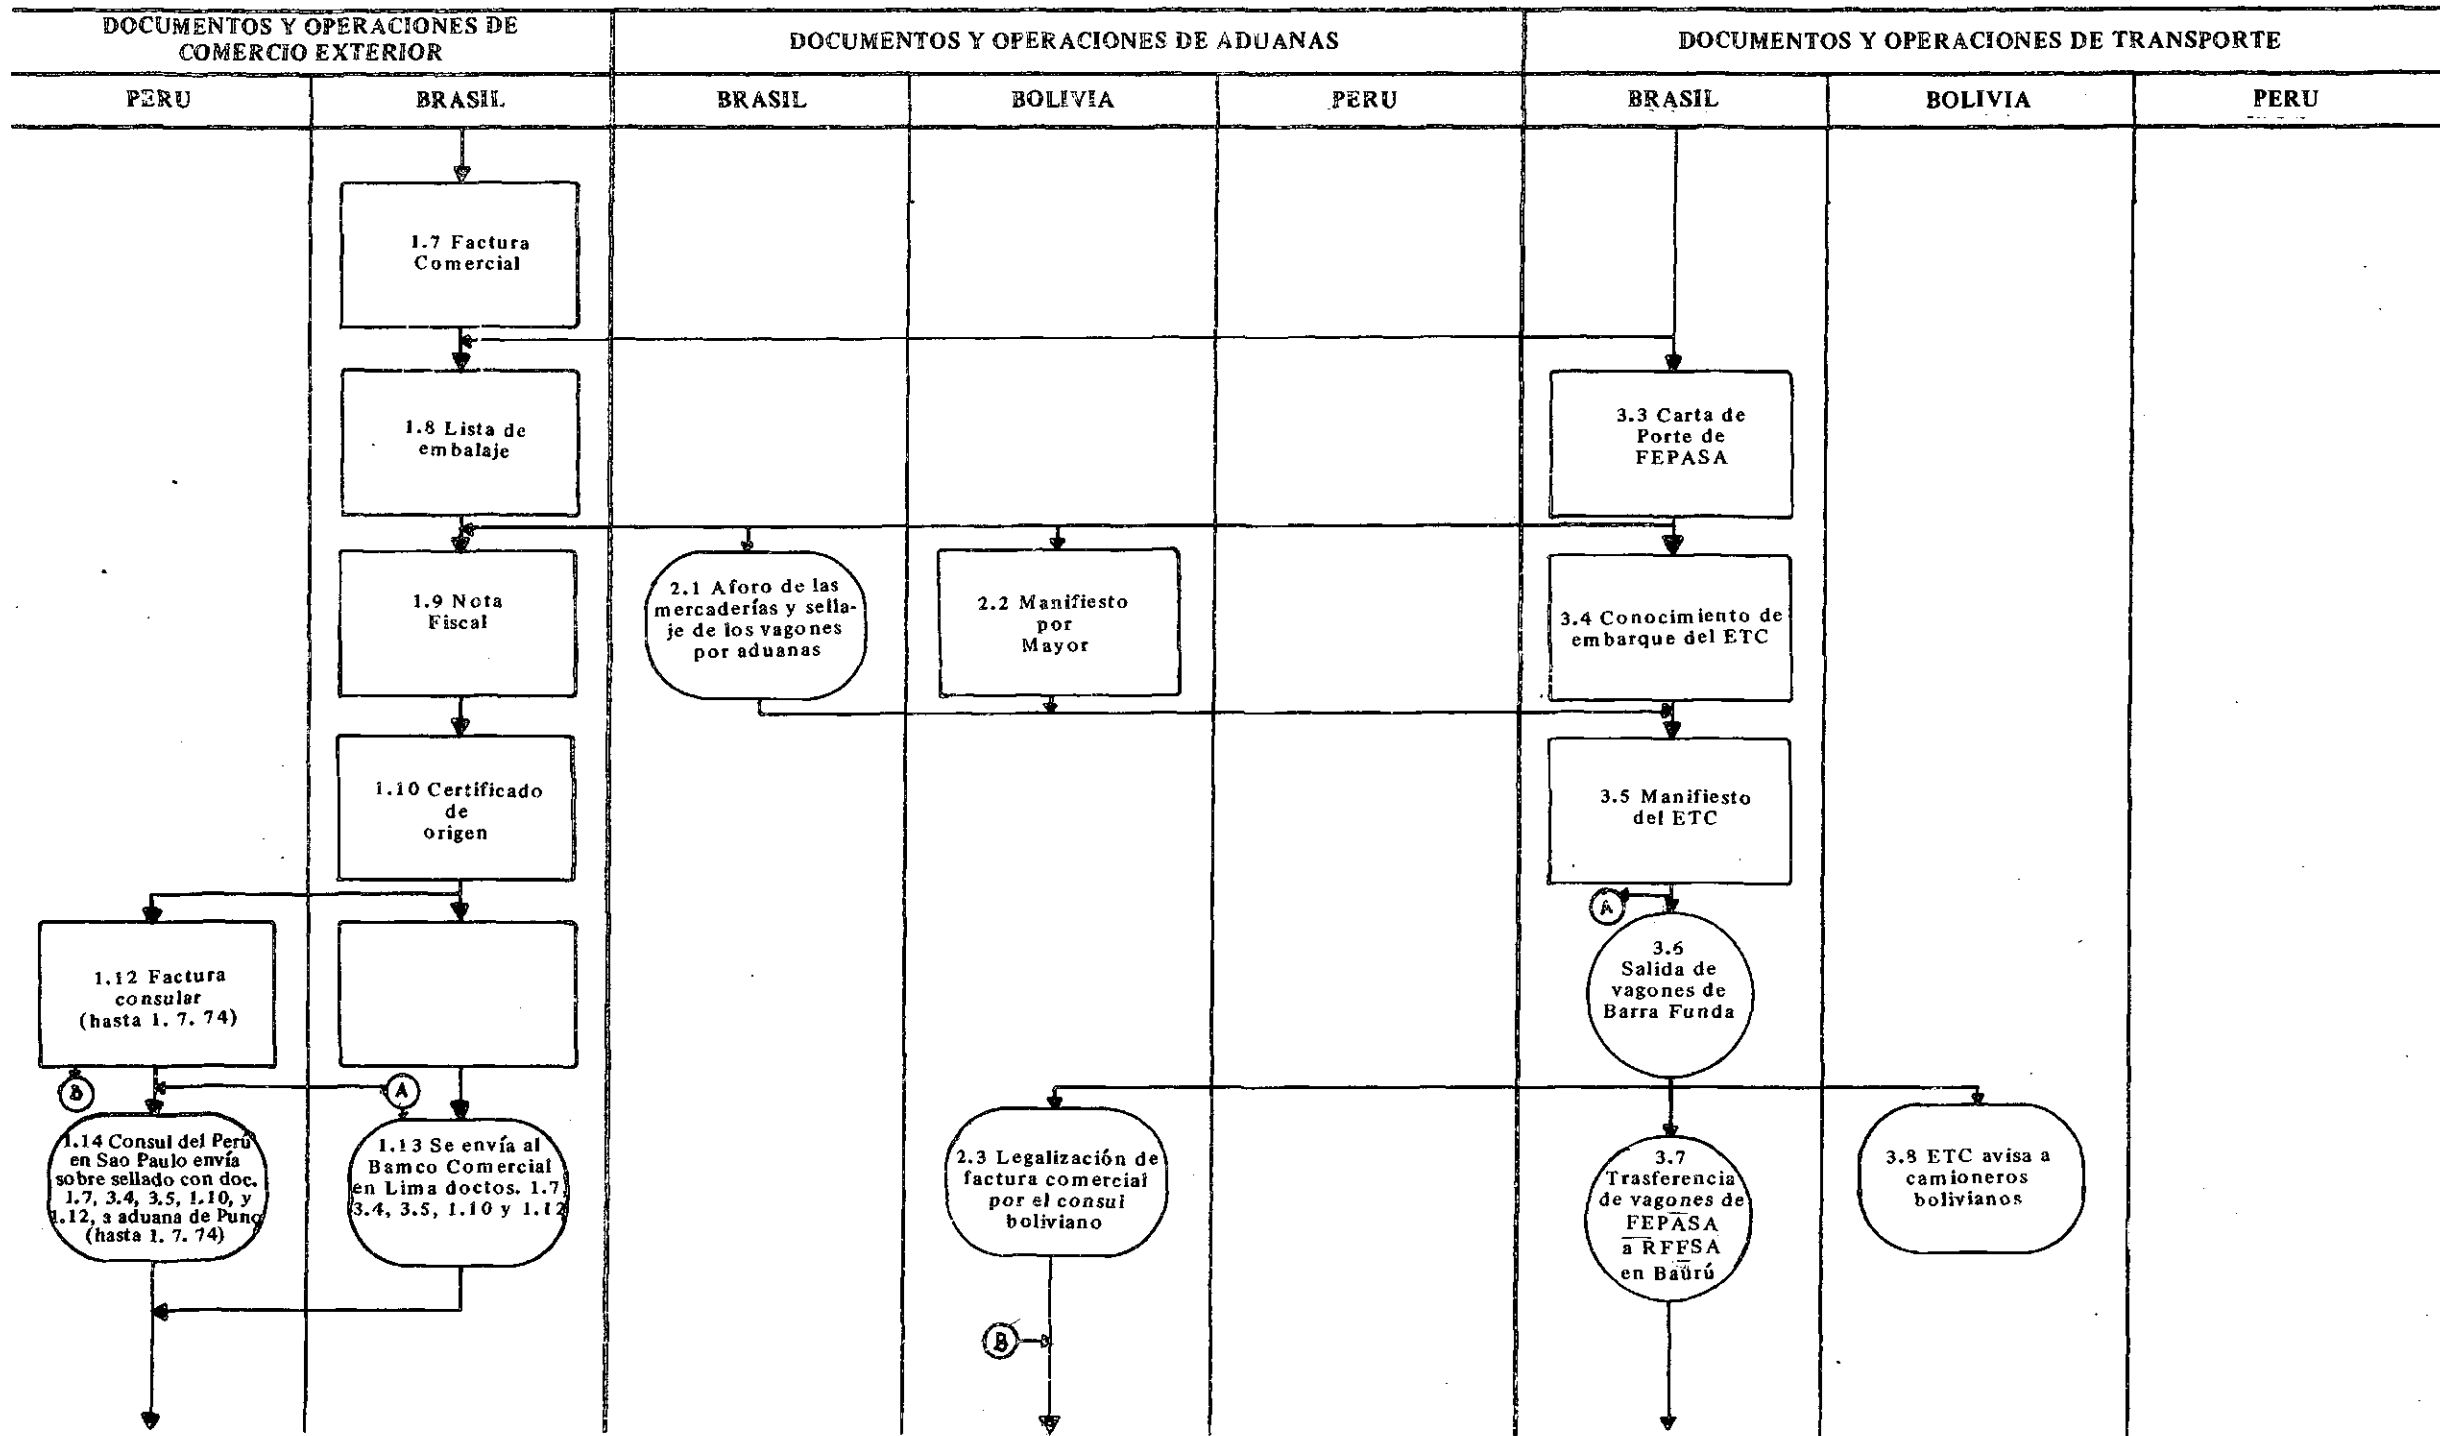 DOCUMENTOS Y OPERACIONES DE
COMERCIO EXTERIOR
DOCUMENTOS Y OPERACIONES DE ADUANAS
DOCUMENTOS Y OPERACIONES DE TRANSPORTE
PERU
BRASIL
BRASIL
BOLIVIA
PERU
BRASIL
BOLIVIA
PERU
1.7 Factura
Comercial
1.8 Lista de
embalaje
3.3 Carta de
Porte de
FEPASA
1.9 Nota
Fiscal
2.1 Aforo de las
mercaderías y sella-
je de los vagones
por aduanas
2.2 Manifiesto
por
Mayor
3.4 Conocimiento de
embarque del ETC
1.10 Certificado
de
origen
3.5 Manifiesto
del ETC
A
1.12 Factura
consular
(hasta 1. 7. 74)
3.6
Salida de
vagones de
Barra Funda
B
A
1.14 Consul del Perú
en Sao Paulo envía
sobre sellado con doc.
1.7, 3.4, 3.5, 1.10, y
1.12, a aduana de Puno
(hasta 1. 7. 74)
1.13 Se envía al
Bamco Comercial
en Lima doctos. 1.7
3.4, 3.5, 1.10 y 1.12
2.3 Legalización de
factura comercial
por el consul
boliviano
3.7
Trasferencia
de vagones de
FEPASA
a RFFSA
en Baúrú
3.8 ETC avisa a
camioneros
bolivianos
B